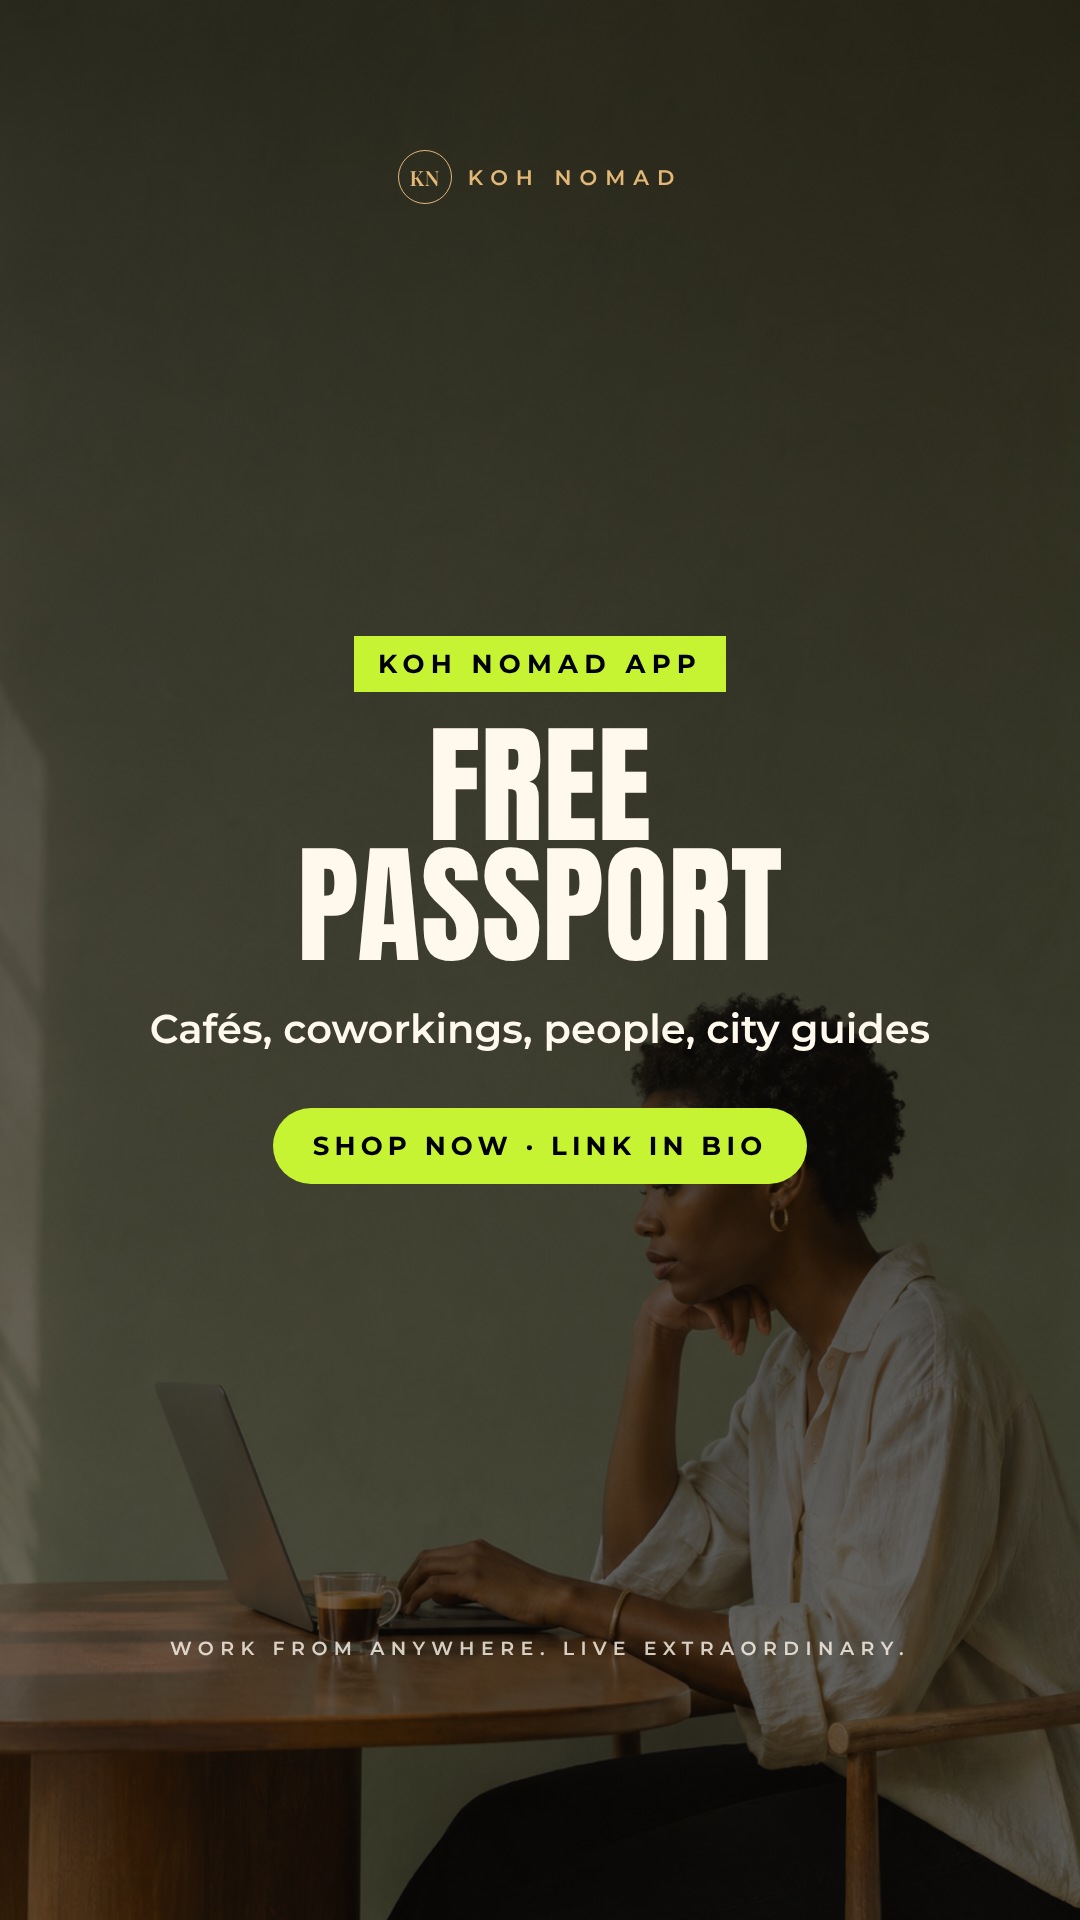 KN KOH NOMAD
KOH NOMAD APP
FREE
PASSPORT
Cafés, coworkings, people, city guides
SHOP NOW · LINK IN BIO
WORK FROM ANYWHERE. LIVE EXTRAORDINARY.